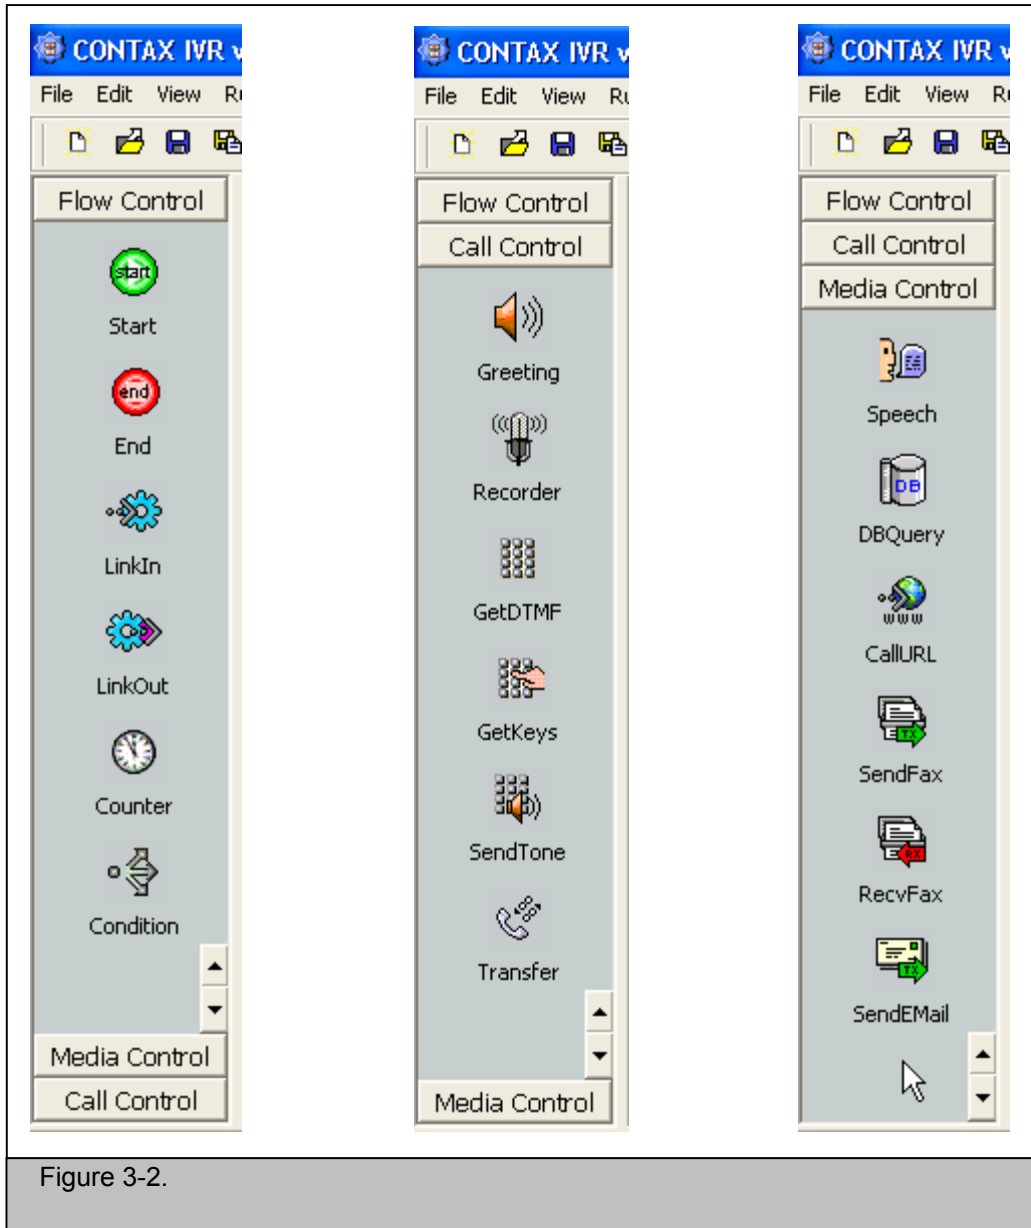 CONTAX IVR v
File Edit View Ru
Flow Control
start
Start
end
End
LinkIn
LinkOut
Counter
Condition
Media Control
Call Control
CONTAX IVR v
File Edit View Ru
Flow Control
Call Control
Greeting
Recorder
GetDTMF
GetKeys
SendTone
Transfer
Media Control
CONTAX IVR v
File Edit View R
Flow Control
Call Control
Media Control
Speech
DB
DBQuery
www
CallURL
TX
SendFax
RX
RecvFax
TX
SendEMail
Figure 3-2.